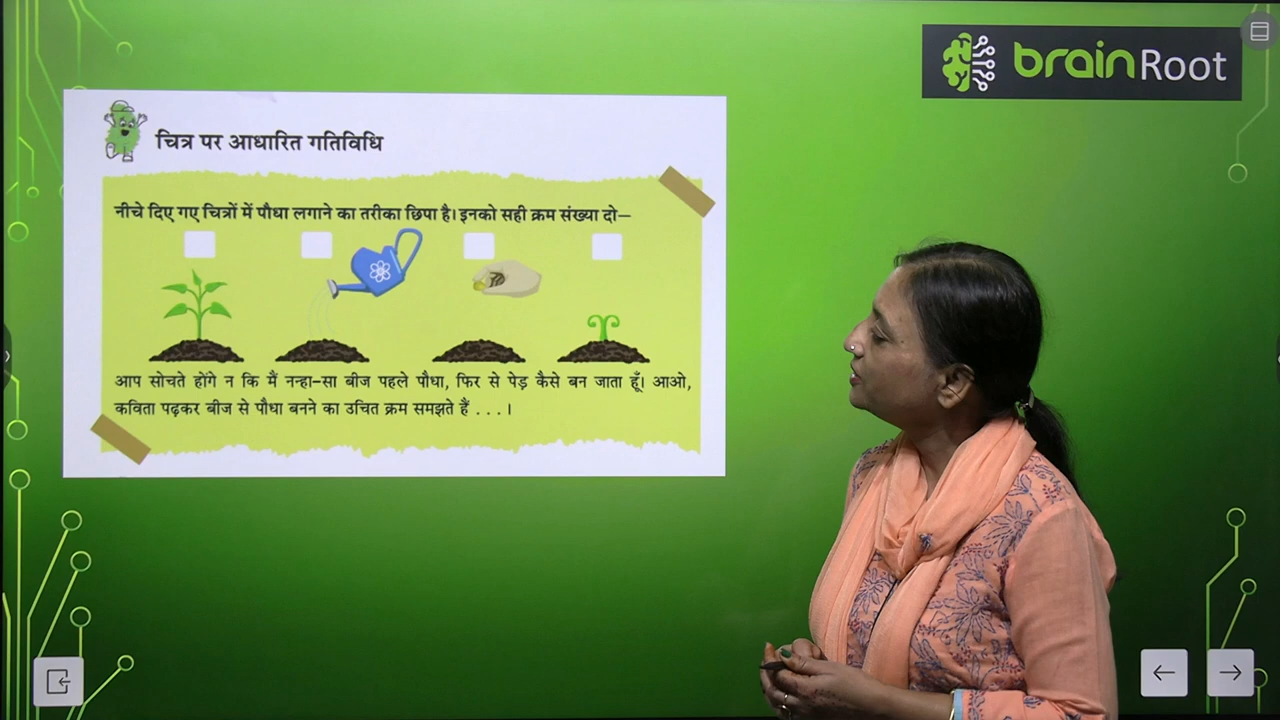 brainRoot
चित्र पर आधारित गतिविधि
नीचे दिए गए चित्रों में पौधा लगाने का तरीका छिपा है। इनको सही क्रम संख्या दो—
आप सोचते होंगे न कि मैं नन्हा-सा बीज पहले पौधा, फिर से पेड़ कैसे बन जाता हूँ। आओ,
कविता पढ़कर बीज से पौधा बनने का उचित क्रम समझते हैं . . . ।